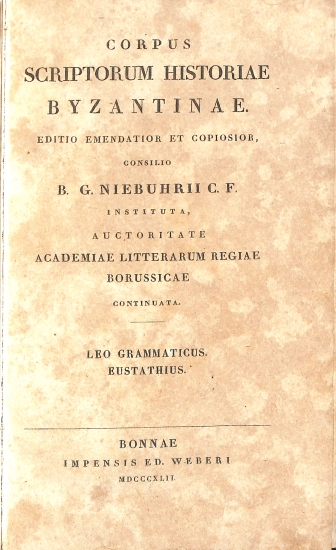 CORPUS
SCRIPTORUM HISTORIAE
BYZANTINAE.
EDITIO EMENDATIOR ET COPIOSIOR,
CONSILIO
B. G. NIEBUHRII C. F.
INSTITUTA,
AUCTORITATE
ACADEMIAE LITTERARUM REGIAE
BORUSSICAE
CONTINUATA.
LEO GRAMMATICUS.
EUSTATHIUS.
BONNAE
IMPENSIS ED. WEBERI
MDCCCXLII.